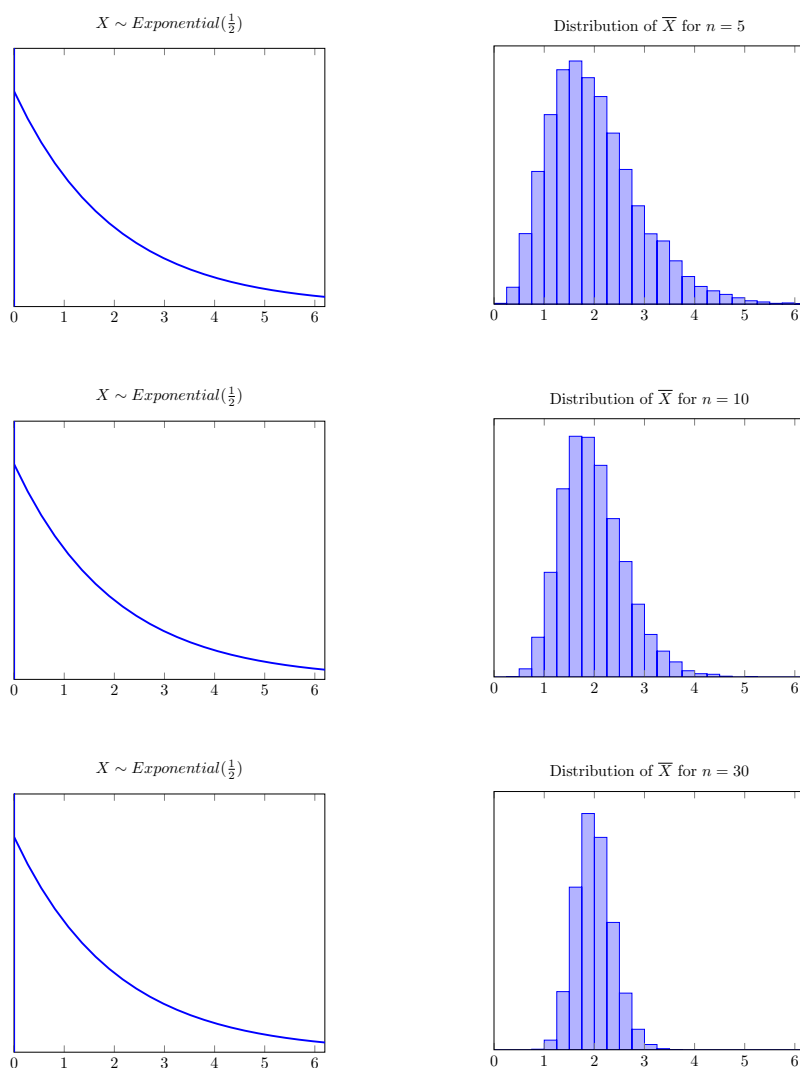 X ∼ Exponential(1/2)
Distribution of X̅ for n = 5
0 1 2 3 4 5 6
0 1 2 3 4 5 6
X ∼ Exponential(1/2)
Distribution of X̅ for n = 10
0 1 2 3 4 5 6
0 1 2 3 4 5 6
X ∼ Exponential(1/2)
Distribution of X̅ for n = 30
0 1 2 3 4 5 6
0 1 2 3 4 5 6